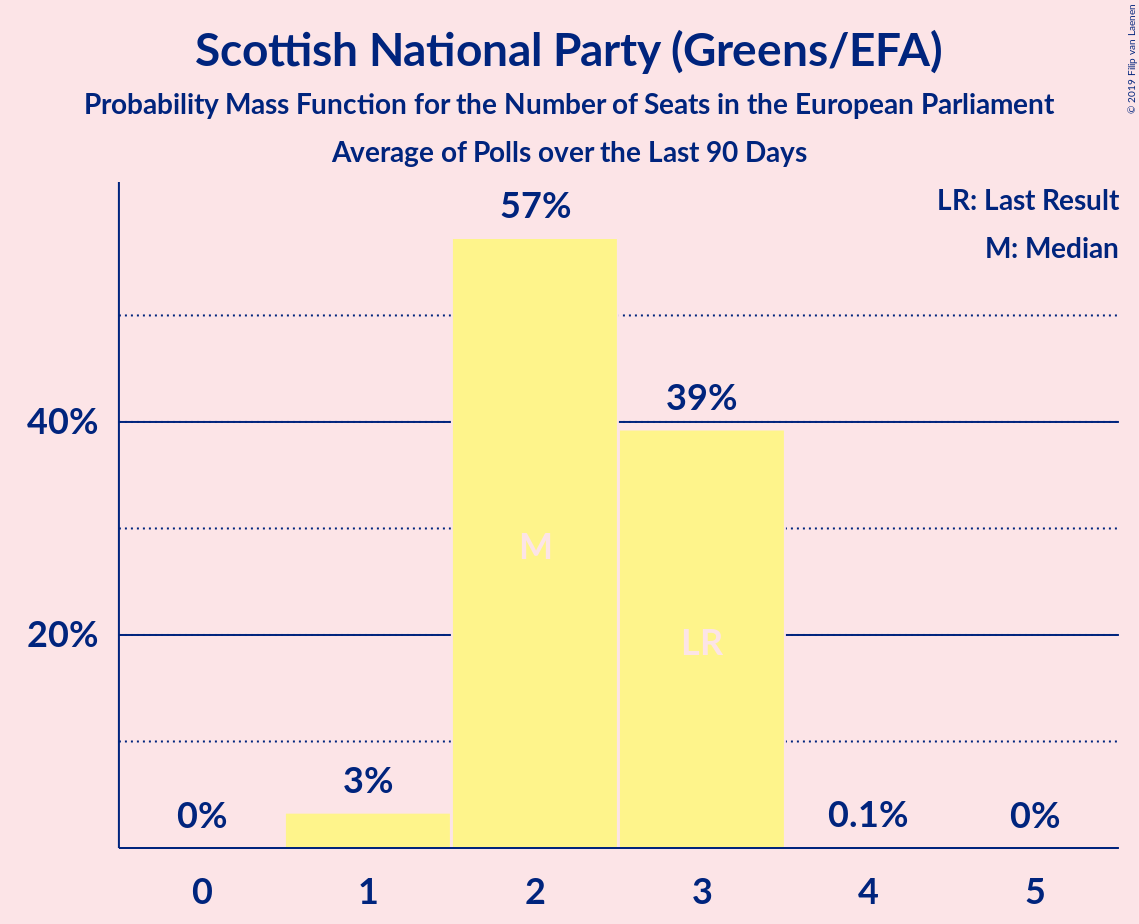 Scottish National Party (Greens/EFA)
Probability Mass Function for the Number of Seats in the European Parliament
Average of Polls over the Last 90 Days
© 2019 Filip van Laenen
LR: Last Result
M: Median
57%
39%
40%
M
20%
LR
3%
0%
0.1%
0%
0 1 2 3 4 5